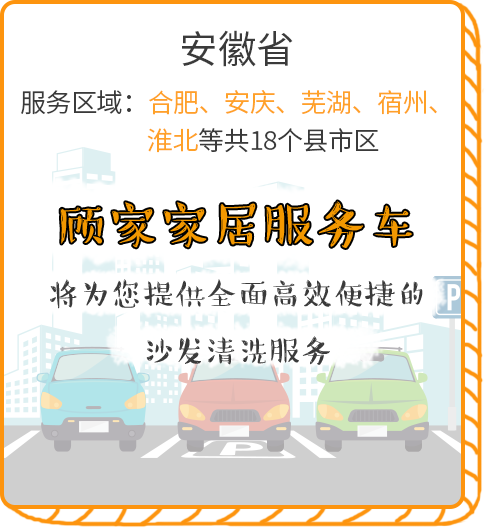 安徽省
服务区域：合肥、安庆、芜湖、宿州、
淮北等共18个县市区
顾家家居服务车
将为您提供全面高效便捷的
沙发清洗服务
P
P